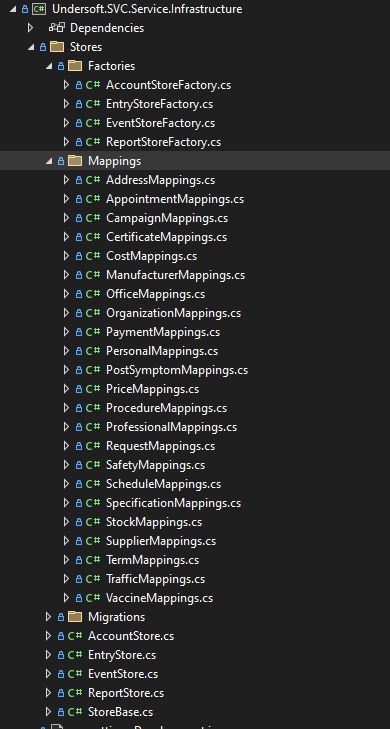 Undersoft.SVC.Service.Infrastructure
Dependencies
Stores
Factories
C# AccountStoreFactory.cs
C# EntryStoreFactory.cs
C# EventStoreFactory.cs
C# ReportStoreFactory.cs
Mappings
C# AddressMappings.cs
C# AppointmentMappings.cs
C# CampaignMappings.cs
C# CertificateMappings.cs
C# CostMappings.cs
C# ManufacturerMappings.cs
C# OfficeMappings.cs
C# OrganizationMappings.cs
C# PaymentMappings.cs
C# PersonalMappings.cs
C# PostSymptomMappings.cs
C# PriceMappings.cs
C# ProcedureMappings.cs
C# ProfessionalMappings.cs
C# RequestMappings.cs
C# SafetyMappings.cs
C# ScheduleMappings.cs
C# SpecificationMappings.cs
C# StockMappings.cs
C# SupplierMappings.cs
C# TermMappings.cs
C# TrafficMappings.cs
C# VaccineMappings.cs
Migrations
C# AccountStore.cs
C# EntryStore.cs
C# EventStore.cs
C# ReportStore.cs
C# StoreBase.cs